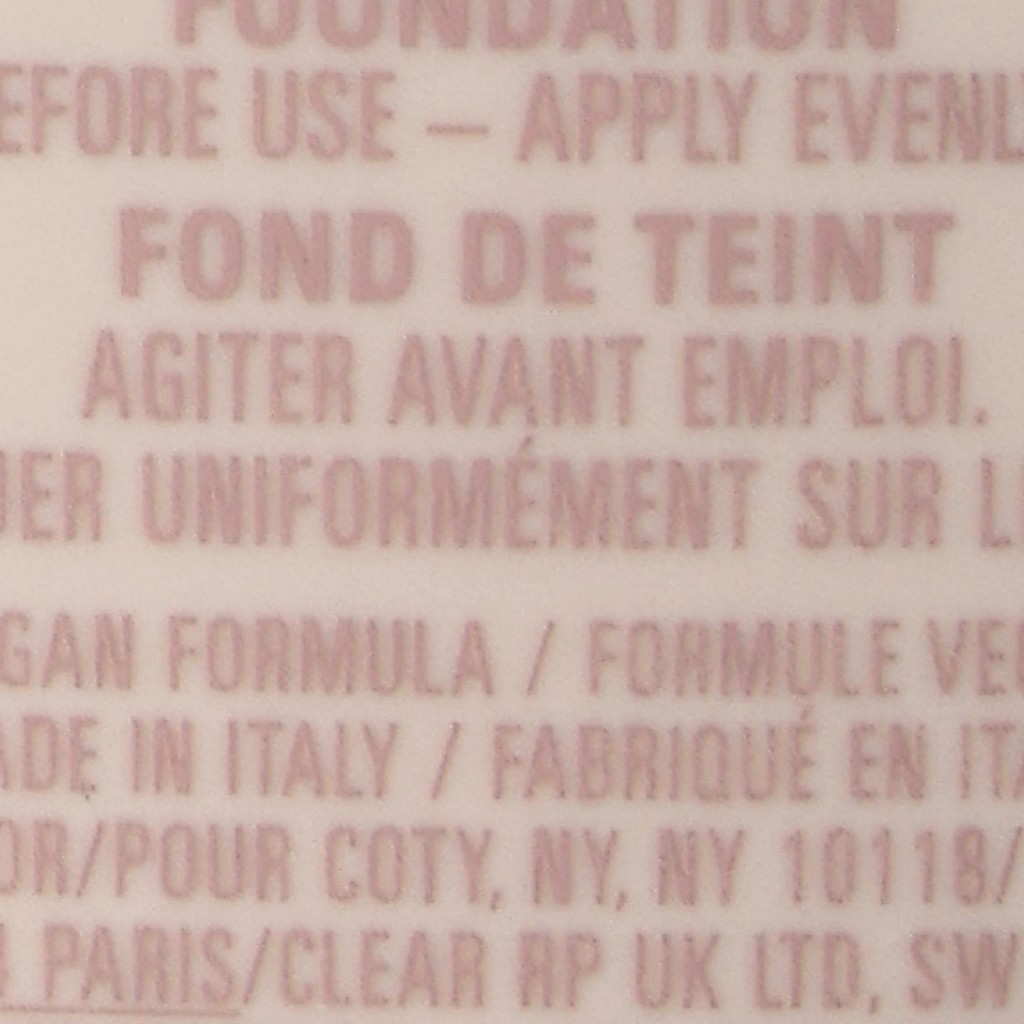 FOUNDATION
EFORE USE – APPLY EVENL
FOND DE TEINT
AGITER AVANT EMPLOI.
UER UNIFORMÉMENT SUR L
GAN FORMULA / FORMULE VE
ADE IN ITALY / FABRIQUÉ EN ITA
OR/POUR COTY, NY, NY 10118/
PARIS/CLEAR RP UK LTD, SW